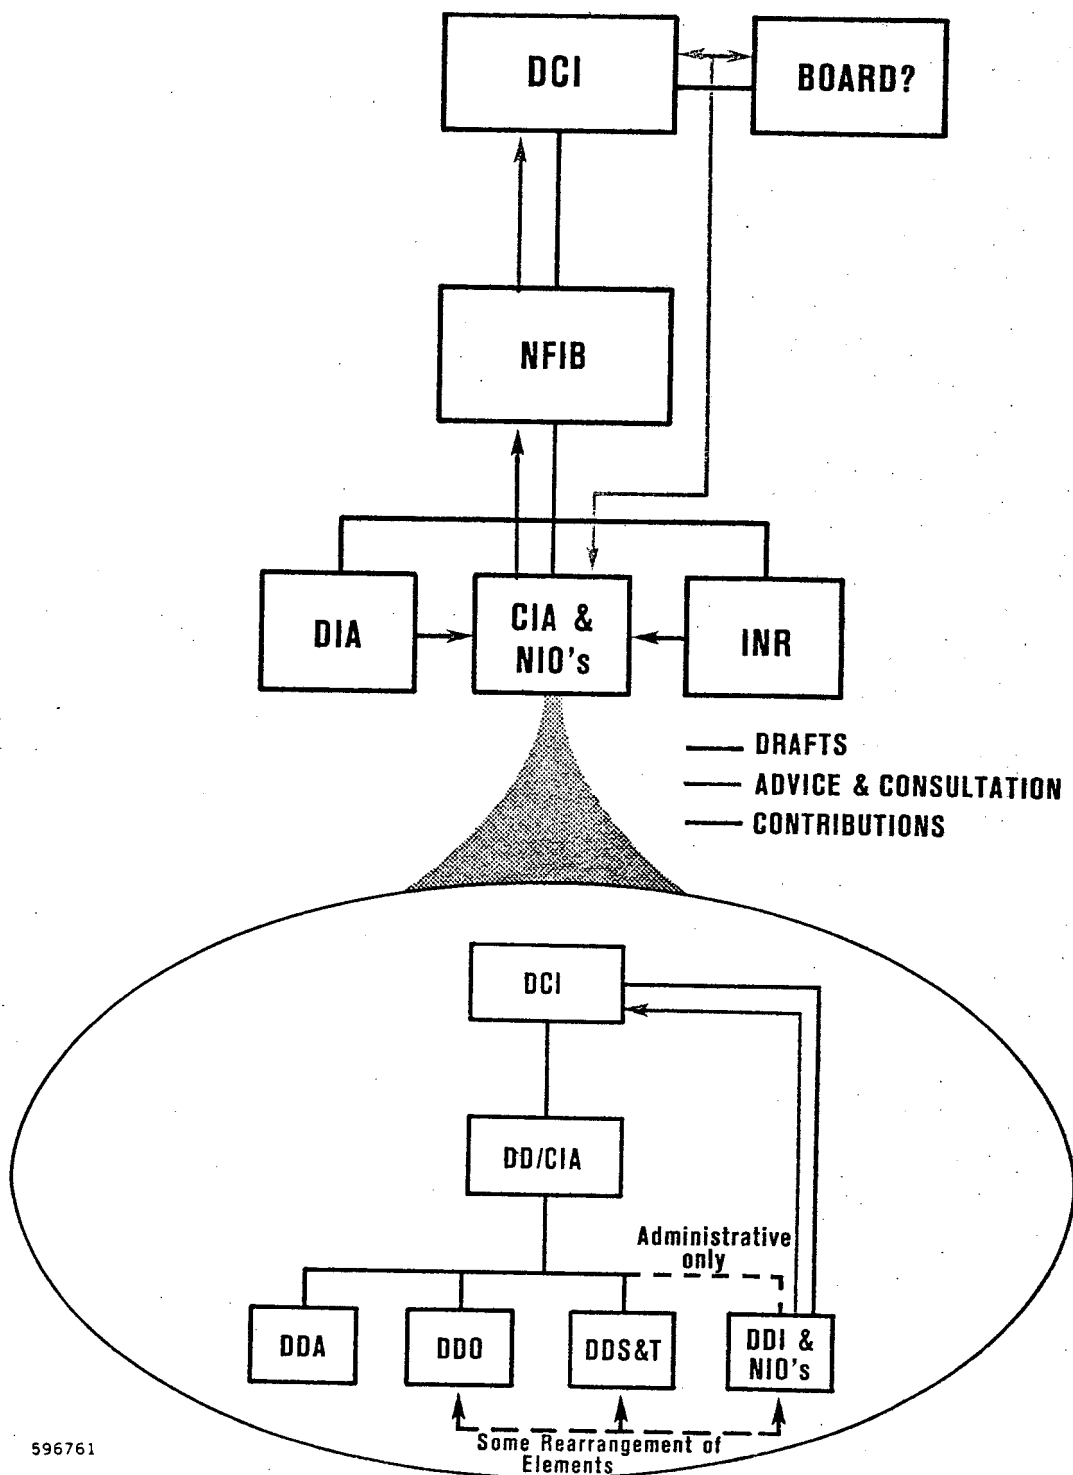 DCI
BOARD?
NFIB
DIA
CIA &
NIO's
INR
DRAFTS
ADVICE & CONSULTATION
CONTRIBUTIONS
DCI
DD/CIA
Administrative
only
DDA
DDO
DDS&T
DDI &
NIO's
Some Rearrangement of
Elements
596761